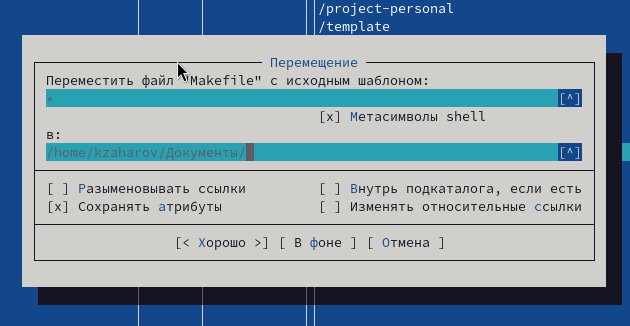 /project-personal
/template
Перемещение
Переместить файл "Makefile" с исходным шаблоном:
* [^]
[x] Метасимволы shell
в:
/home/kzaharov/Документы/ [^]
[ ] Разыменовывать ссылки [ ] Внутрь подкаталога, если есть
[x] Сохранять атрибуты [ ] Изменять относительные ссылки
[< Хорошо >] [ В фоне ] [ Отмена ]